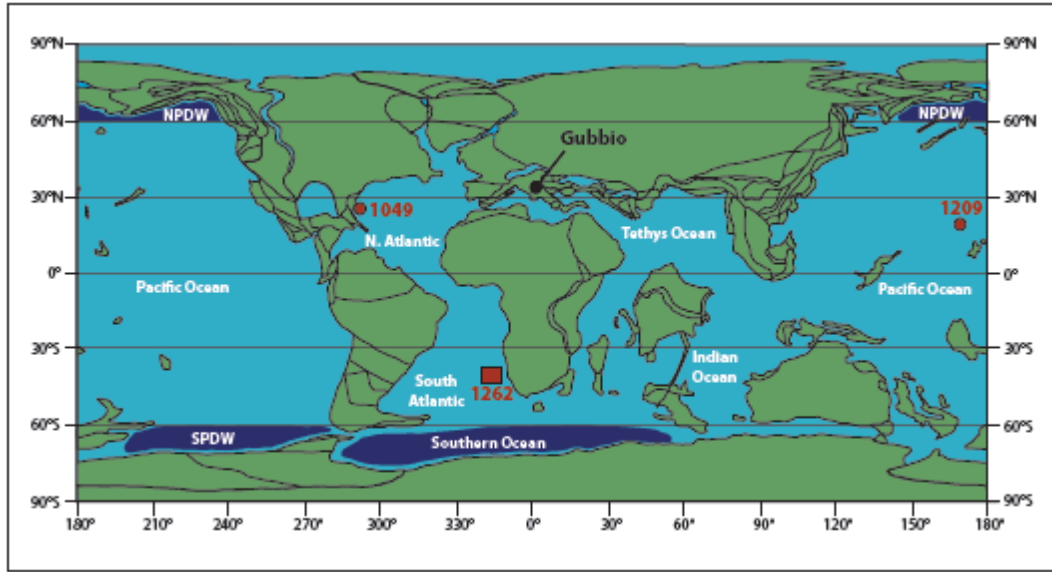 90°N
90°N
NPDW
NPDW
60°N
60°N
Gubbio
30°N
30°N
1049
1209
N. Atlantic
Tethys Ocean
0°
0°
Pacific Ocean
Pacific Ocean
30°S
30°S
Indian
Ocean
South
Atlantic
1262
60°S
60°S
SPDW
Southern Ocean
90°S
90°S
180° 210° 240° 270° 300° 330° 0° 30° 60° 90° 120° 150° 180°